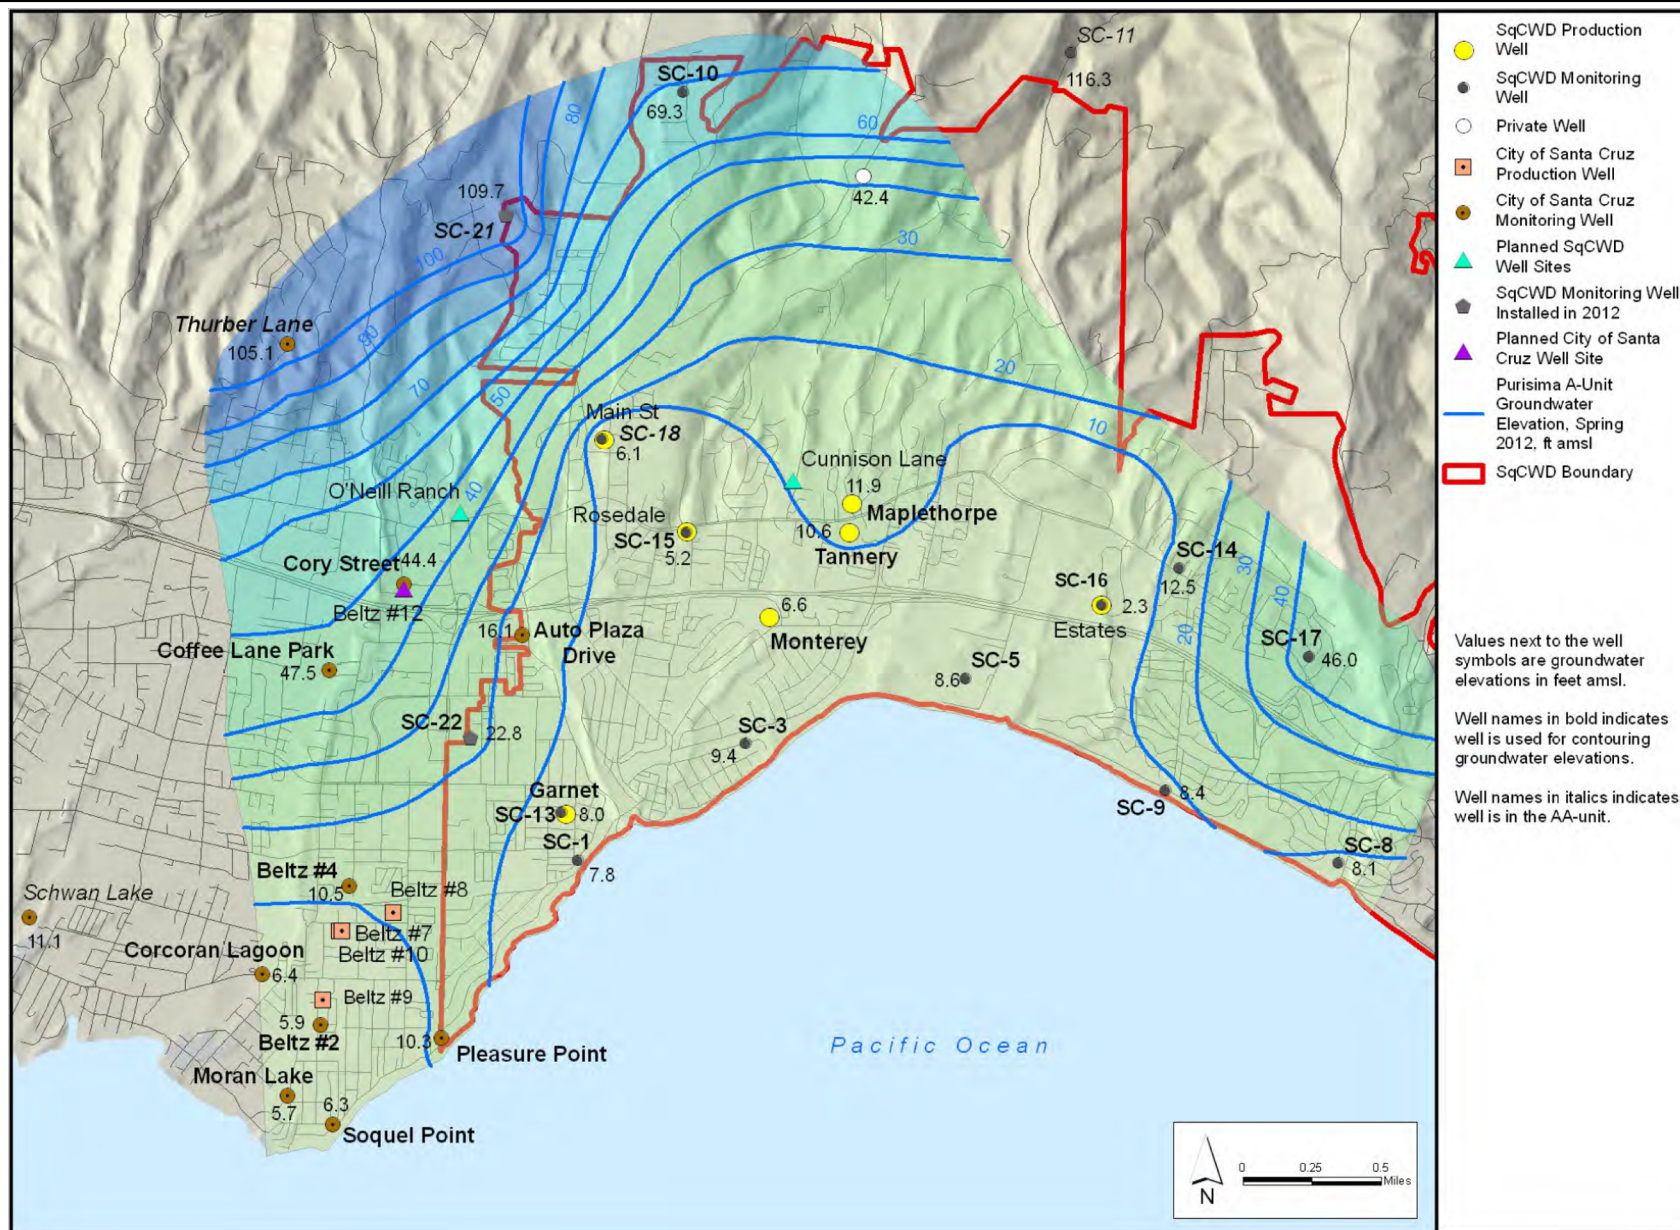 SC-11
116.3
SC-10
69.3
80
60
109.7
SC-21
42.4
100
30
Thurber Lane
105.1
90
70
50
20
Main St
SC-18
6.1
10
Cunnison Lane
11.9
O'Neill Ranch
40
Rosedale
SC-15
5.2
Maplethorpe
10.6
Tannery
Cory Street
44.4
Beltz #12
SC-14
12.5
30
40
SC-16
2.3
Estates
6.6
Monterey
16.1
Auto Plaza
Drive
20
SC-17
46.0
Coffee Lane Park
47.5
SC-5
8.6
SC-22
22.8
SC-3
9.4
Garnet
SC-13
8.0
SC-1
7.8
SC-9
8.4
SC-8
8.1
Beltz #4
10.5
Beltz #8
Schwan Lake
11.1
Beltz #7
Beltz #10
Corcoran Lagoon
6.4
Beltz #9
5.9
Beltz #2
10.3
Pleasure Point
Pacific Ocean
Moran Lake
5.7
6.3
Soquel Point
N
0 0.25 0.5
Miles
SqCWD Production
Well
SqCWD Monitoring
Well
Private Well
City of Santa Cruz
Production Well
City of Santa Cruz
Monitoring Well
Planned SqCWD
Well Sites
SqCWD Monitoring Well
Installed in 2012
Planned City of Santa
Cruz Well Site
Purisima A-Unit
Groundwater
Elevation, Spring
2012, ft amsl
SqCWD Boundary
Values next to the well
symbols are groundwater
elevations in feet amsl.
Well names in bold indicates
well is used for contouring
groundwater elevations.
Well names in italics indicates
well is in the AA-unit.